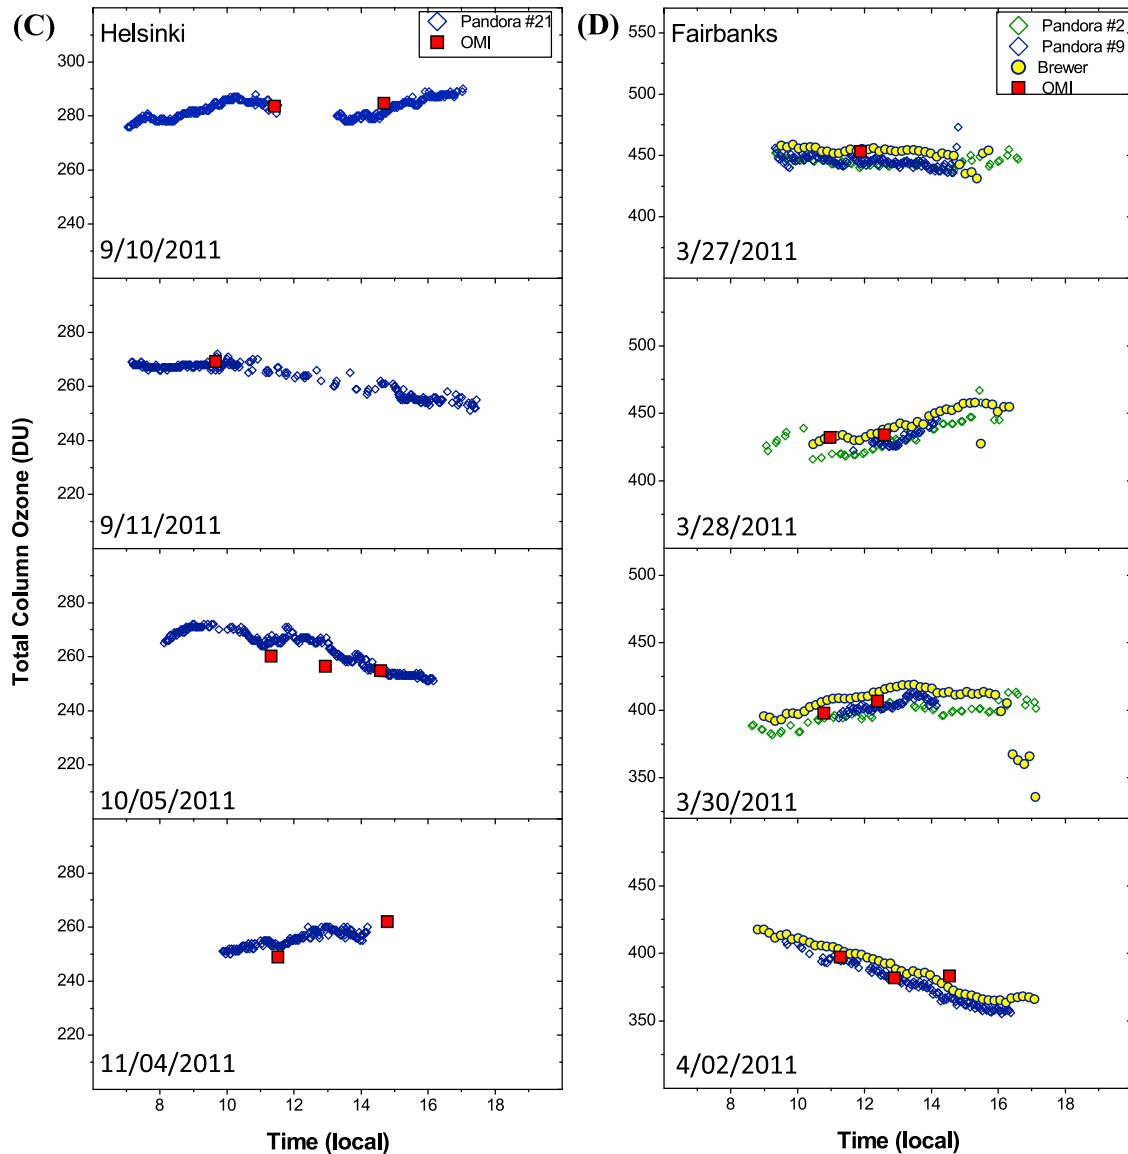 (C)
Helsinki
Pandora #21
OMI
300
280
260
240
9/10/2011
280
260
240
220
9/11/2011
280
260
240
220
10/05/2011
280
260
240
220
11/04/2011
8 10 12 14 16 18
Time (local)
Total Column Ozone (DU)
(D)
Fairbanks
Pandora #2
Pandora #9
Brewer
OMI
550
500
450
400
3/27/2011
500
450
400
3/28/2011
500
450
400
350
3/30/2011
450
400
350
4/02/2011
8 10 12 14 16 18
Time (local)